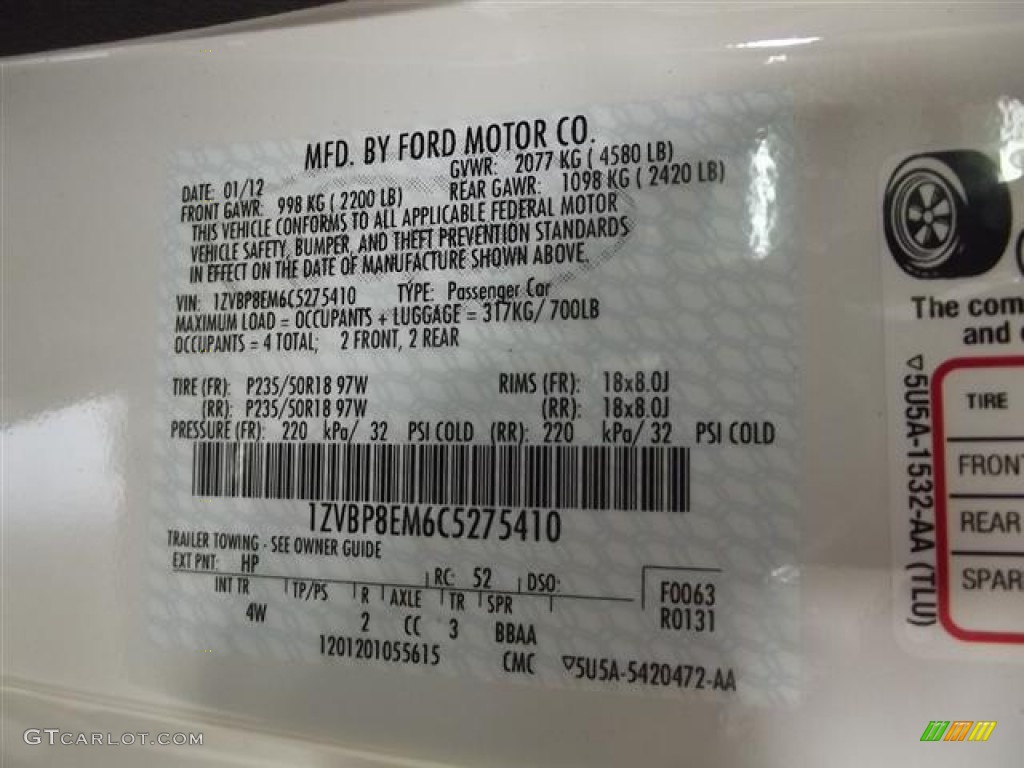 MFD. BY FORD MOTOR CO.
DATE: 01/12 GVWR: 2077 KG ( 4580 LB)
FRONT GAWR: 998 KG ( 2200 LB) REAR GAWR: 1098 KG ( 2420 LB)
THIS VEHICLE CONFORMS TO ALL APPLICABLE FEDERAL MOTOR
VEHICLE SAFETY, BUMPER, AND THEFT PREVENTION STANDARDS
IN EFFECT ON THE DATE OF MANUFACTURE SHOWN ABOVE.
VIN: 1ZVBP8EM6C5275410 TYPE: Passenger Car
MAXIMUM LOAD = OCCUPANTS + LUGGAGE = 317KG/ 700LB
OCCUPANTS = 4 TOTAL; 2 FRONT, 2 REAR
TIRE (FR): P235/50R18 97W RIMS (FR): 18x8.0J
(RR): P235/50R18 97W (RR): 18x8.0J
PRESSURE (FR): 220 kPa/ 32 PSI COLD (RR): 220 kPa/ 32 PSI COLD
1ZVBP8EM6C5275410
TRAILER TOWING - SEE OWNER GUIDE
EXT PNT: HP RC: 52 DSO: F0063
INT TR TP/PS R AXLE TR SPR R0131
4W 2 CC 3 BBAA
1201201055615 CMC 5U5A-5420472-AA
The com
and
5U5A-1532-AA (TLU)
TIRE
FRONT
REAR
SPAR
GTCARLOT.COM